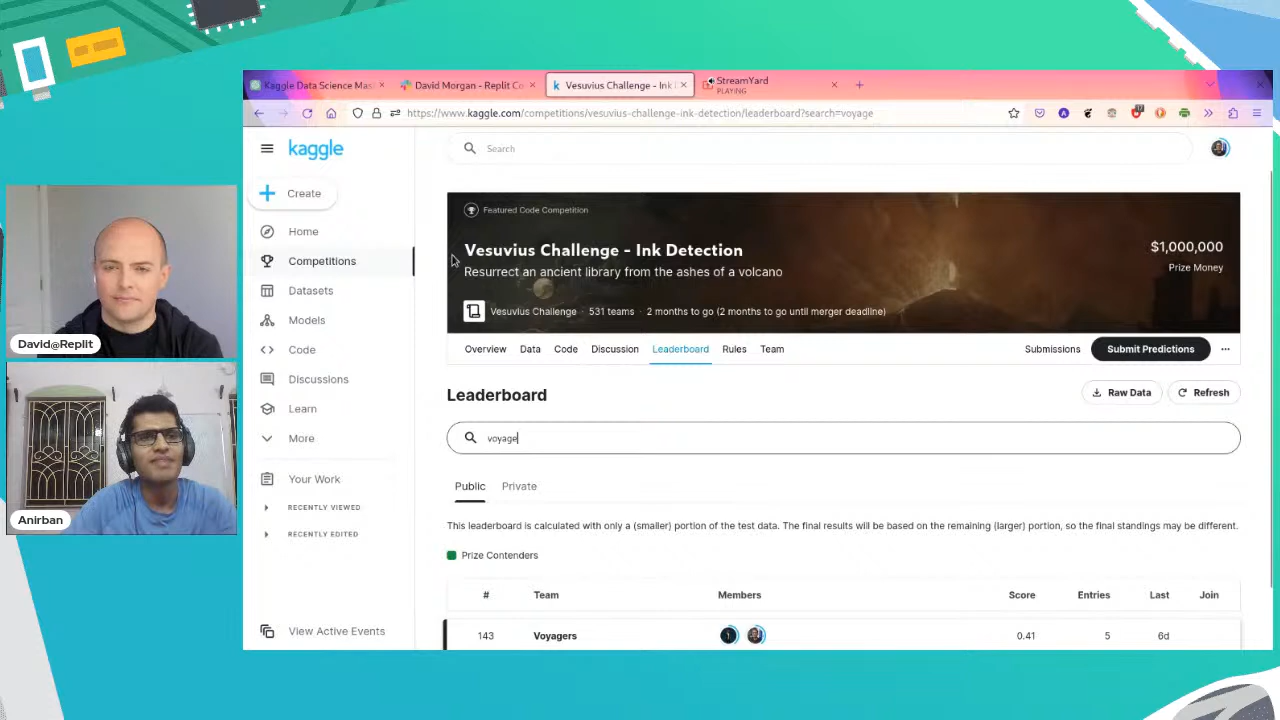 Kaggle Data Science Mas
David Morgan - Replit Co
Vesuvius Challenge - Ink
StreamYard
PLAYING
https://www.kaggle.com/competitions/vesuvius-challenge-ink-detection/leaderboard?search=voyage
kaggle
Search
Create
Home
Competitions
Datasets
Models
Code
Discussions
Learn
More
Your Work
RECENTLY VIEWED
RECENTLY EDITED
View Active Events
Featured Code Competition
Vesuvius Challenge - Ink Detection
Resurrect an ancient library from the ashes of a volcano
$1,000,000
Prize Money
Vesuvius Challenge · 531 teams · 2 months to go (2 months to go until merger deadline)
Overview Data Code Discussion Leaderboard Rules Team Submissions Submit Predictions
Leaderboard
Raw Data Refresh
voyage
Public Private
This leaderboard is calculated with only a (smaller) portion of the test data. The final results will be based on the remaining (larger) portion, so the final standings may be different.
Prize Contenders
# Team Members Score Entries Last Join
143 Voyagers 0.41 5 6d
David@Replit
Anirban